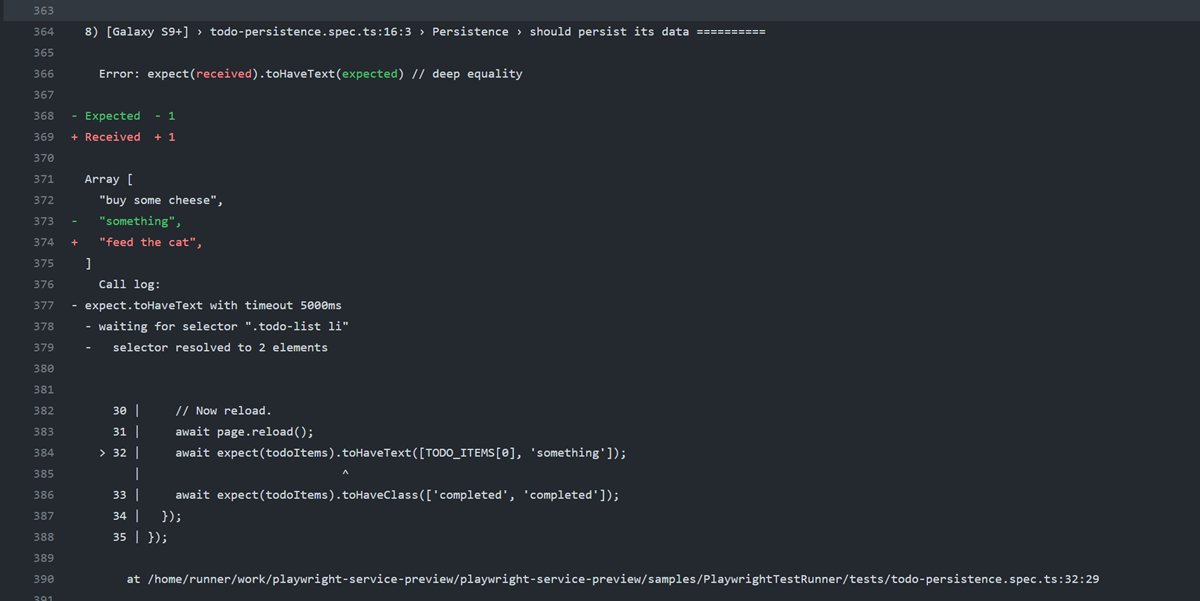 363
364 8) [Galaxy S9+] › todo-persistence.spec.ts:16:3 › Persistence › should persist its data ==========
365
366 Error: expect(received).toHaveText(expected) // deep equality
367
368 - Expected - 1
369 + Received + 1
370
371 Array [
372 "buy some cheese",
373 - "something",
374 + "feed the cat",
375 ]
376 Call log:
377 - expect.toHaveText with timeout 5000ms
378 - waiting for selector ".todo-list li"
379 - selector resolved to 2 elements
380
381
382 30 | // Now reload.
383 31 | await page.reload();
384 > 32 | await expect(todoItems).toHaveText([TODO_ITEMS[0], 'something']);
385 | ^
386 33 | await expect(todoItems).toHaveClass(['completed', 'completed']);
387 34 | });
388 35 | });
389
390 at /home/runner/work/playwright-service-preview/playwright-service-preview/samples/PlaywrightTestRunner/tests/todo-persistence.spec.ts:32:29
391